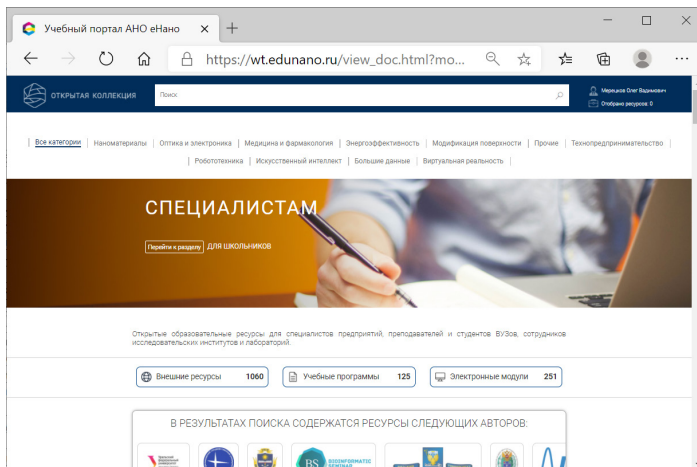 Учебный портал АНО еНано
https://wt.edunano.ru/view_doc.html?mo...
ОТКРЫТАЯ КОЛЛЕКЦИЯ
Поиск
Мерецков Олег Вадимович
Отобрано ресурсов: 0
Все категории | Наноматериалы | Оптика и электроника | Медицина и фармакология | Энергоэффективность | Модификация поверхности | Прочие | Технопредпринимательство |
| Робототехника | Искусственный интеллект | Большие данные | Виртуальная реальность |
СПЕЦИАЛИСТАМ
Перейти к разделу ДЛЯ ШКОЛЬНИКОВ
Открытые образовательные ресурсы для специалистов предприятий, преподавателей и студентов ВУЗов, сотрудников
исследовательских институтов и лабораторий.
Внешние ресурсы 1060 Учебные программы 125 Электронные модули 251
В РЕЗУЛЬТАТАХ ПОИСКА СОДЕРЖАТСЯ РЕСУРСЫ СЛЕДУЮЩИХ АВТОРОВ:
BS BIOINFORMATIC
SEMINAR